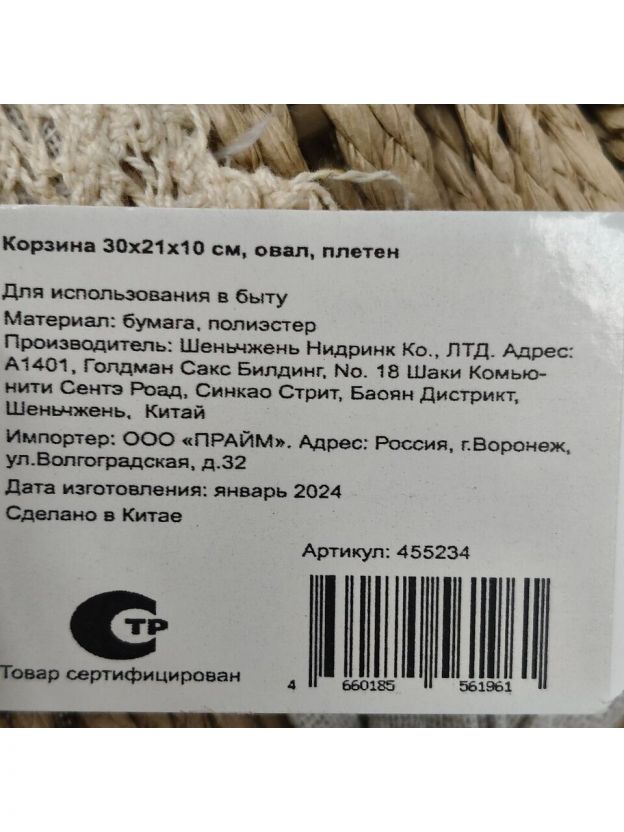 Корзина 30х21х10 см, овал, плетен
Для использования в быту
Материал: бумага, полиэстер
Производитель: Шеньчжень Нидринк Ко., ЛТД. Адрес:
А1401, Голдман Сакс Билдинг, No. 18 Шаки Комью-
нити Сентэ Роад, Синкао Стрит, Баоян Дистрикт,
Шеньчжень, Китай
Импортер: ООО «ПРАЙМ». Адрес: Россия, г.Воронеж,
ул.Волгоградская, д.32
Дата изготовления: январь 2024
Сделано в Китае
Артикул: 455234
ТР
Товар сертифицирован
4 660185 561961